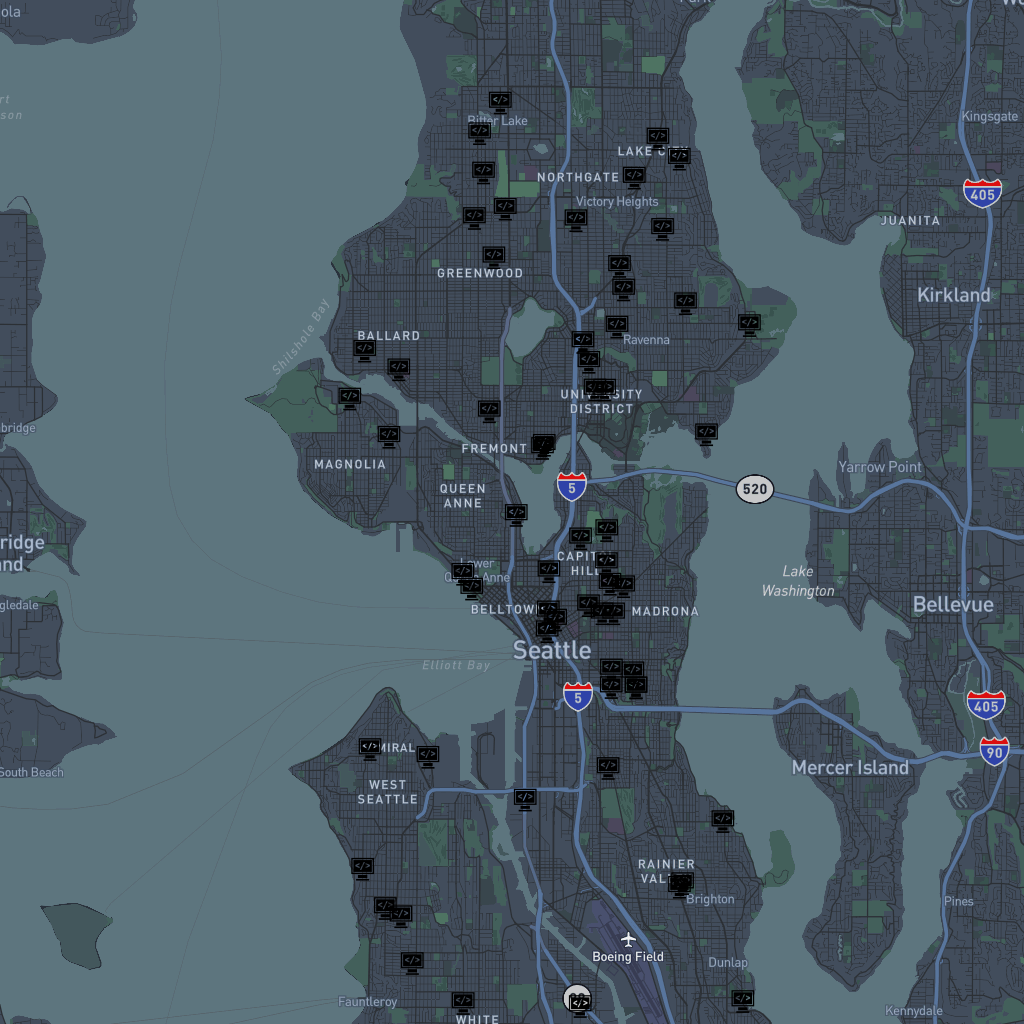 Kingsgate
Bitter Lake
LAKE CITY
NORTHGATE
405
Victory Heights
JUANITA
GREENWOOD
Kirkland
Shilshole Bay
BALLARD
Ravenna
UNIVERSITY
DISTRICT
FREMONT
MAGNOLIA
Yarrow Point
QUEEN
ANNE
5
520
Lower
Queen Anne
CAPITOL
HILL
Lake
Washington
BELLTOWN
MADRONA
Bellevue
Seattle
Elliott Bay
5
405
ADMIRAL
90
Mercer Island
South Beach
WEST
SEATTLE
RAINIER
VALLEY
Brighton
Pines
Boeing Field
Dunlap
Fauntleroy
Kennydale
WHITE